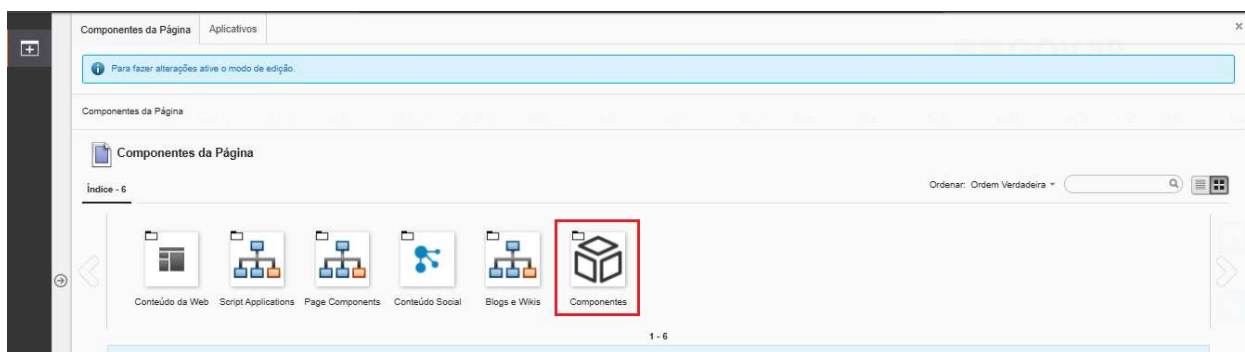 Componentes da Página Aplicativos
Para fazer alterações ative o modo de edição.
Componentes da Página
Componentes da Página
Índice - 6 Ordenar: Ordem Verdadeira
Conteúdo da Web Script Applications Page Components Conteúdo Social Blogs e Wikis Componentes
1 - 6